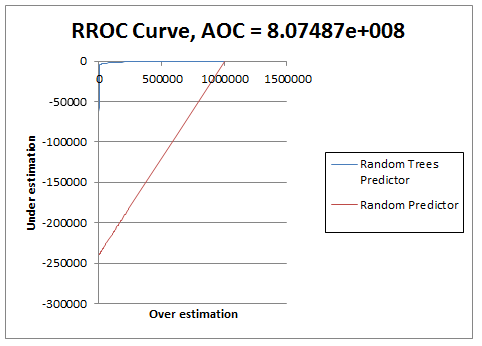 RROC Curve, AOC = 8.07487e+008
0
0 500000 1000000 1500000
-50000
-100000
-150000
-200000
-250000
-300000
Under estimation
Over estimation
Random Trees
Predictor
Random Predictor